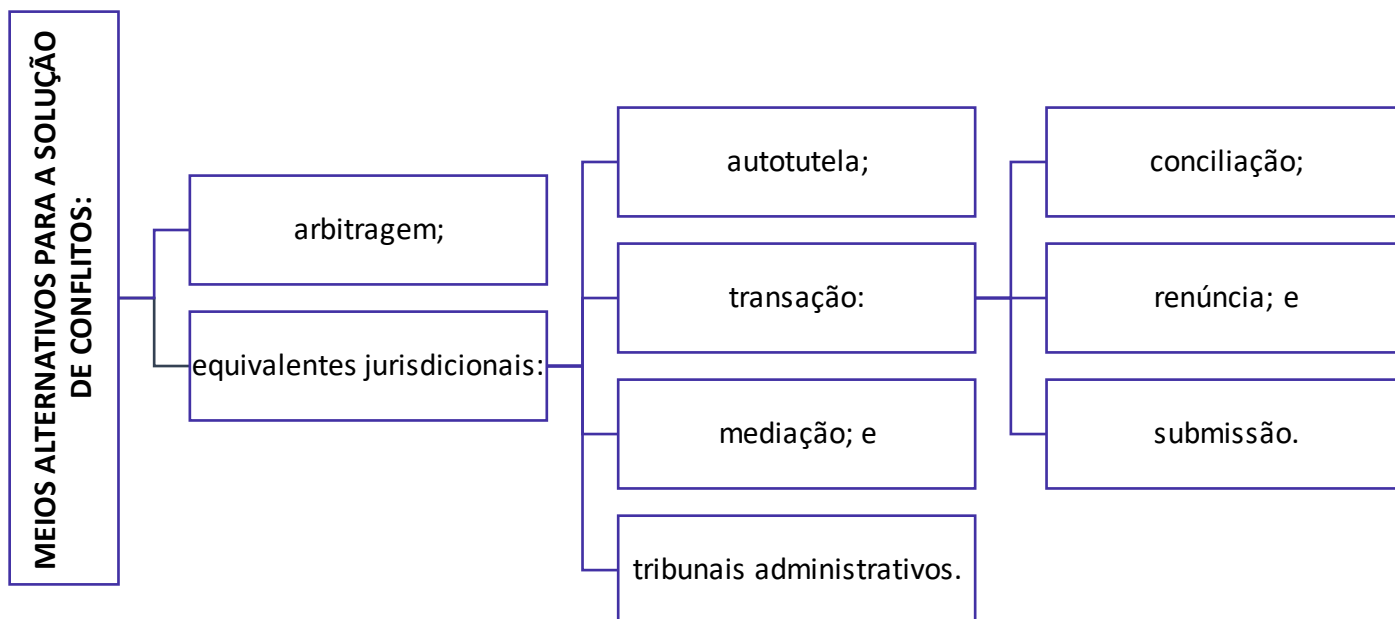 MEIOS ALTERNATIVOS PARA A SOLUÇÃO
DE CONFLITOS:
arbitragem;
equivalentes jurisdicionais:
autotutela;
transação:
mediação; e
tribunais administrativos.
conciliação;
renúncia; e
submissão.